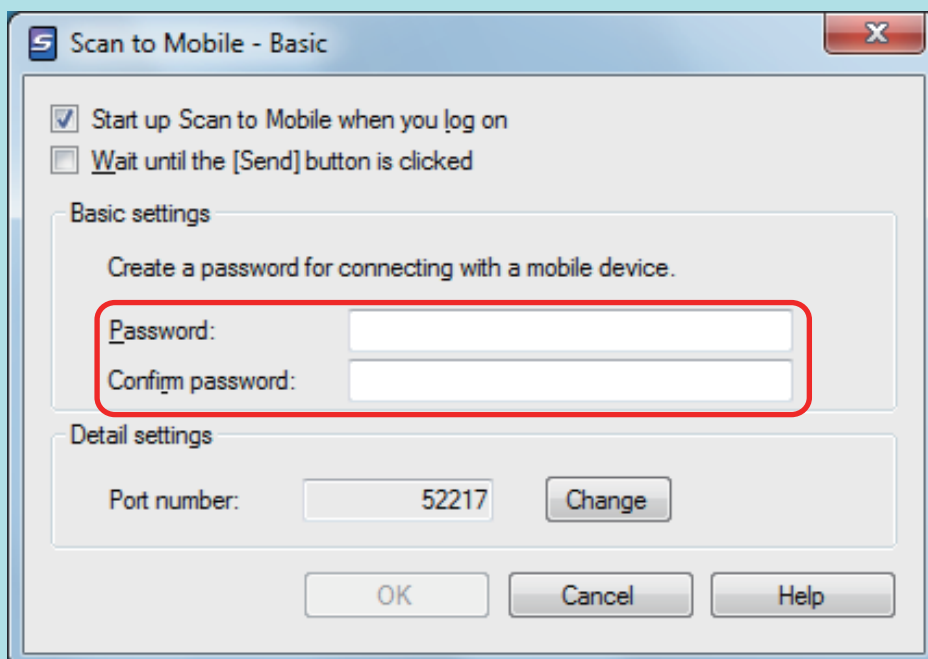 Scan to Mobile - Basic
Start up Scan to Mobile when you log on
Wait until the [Send] button is clicked
Basic settings
Create a password for connecting with a mobile device.
Password:
Confirm password:
Detail settings
Port number: 52217 Change
OK Cancel Help